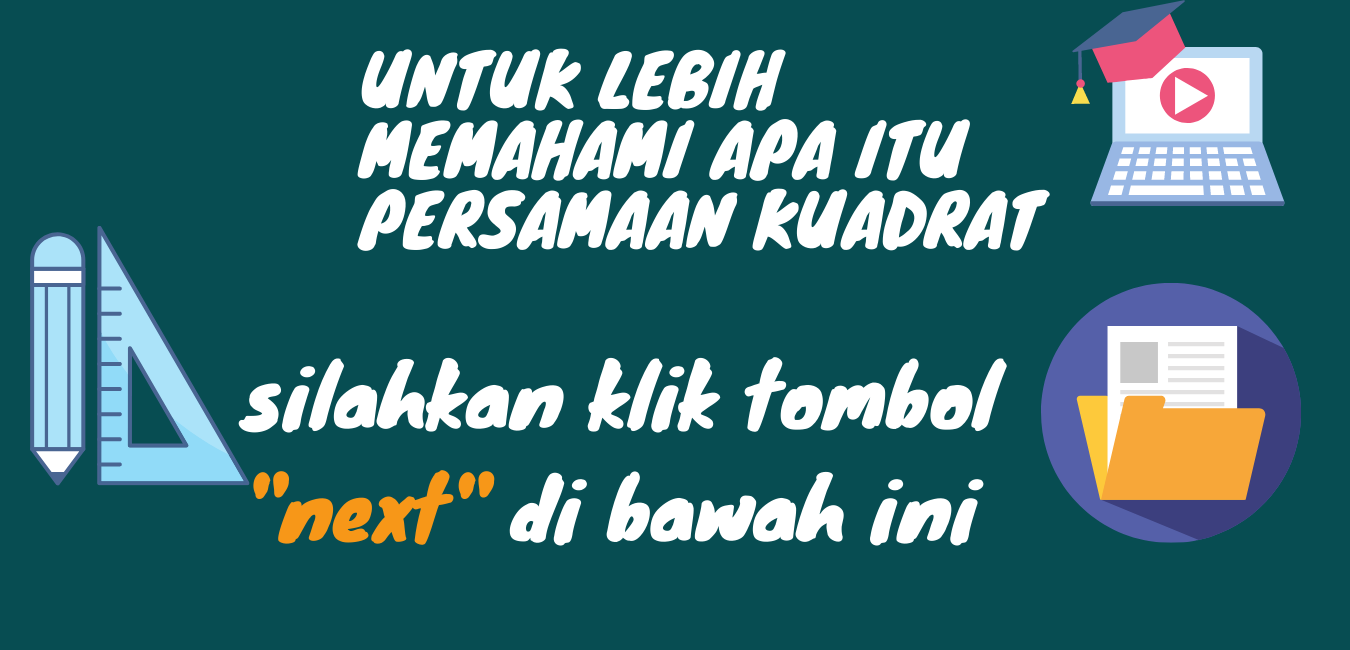 UNTUK LEBIH
MEMAHAMI APA ITU
PERSAMAAN KUADRAT
silahkan klik tombol
"next" di bawah ini